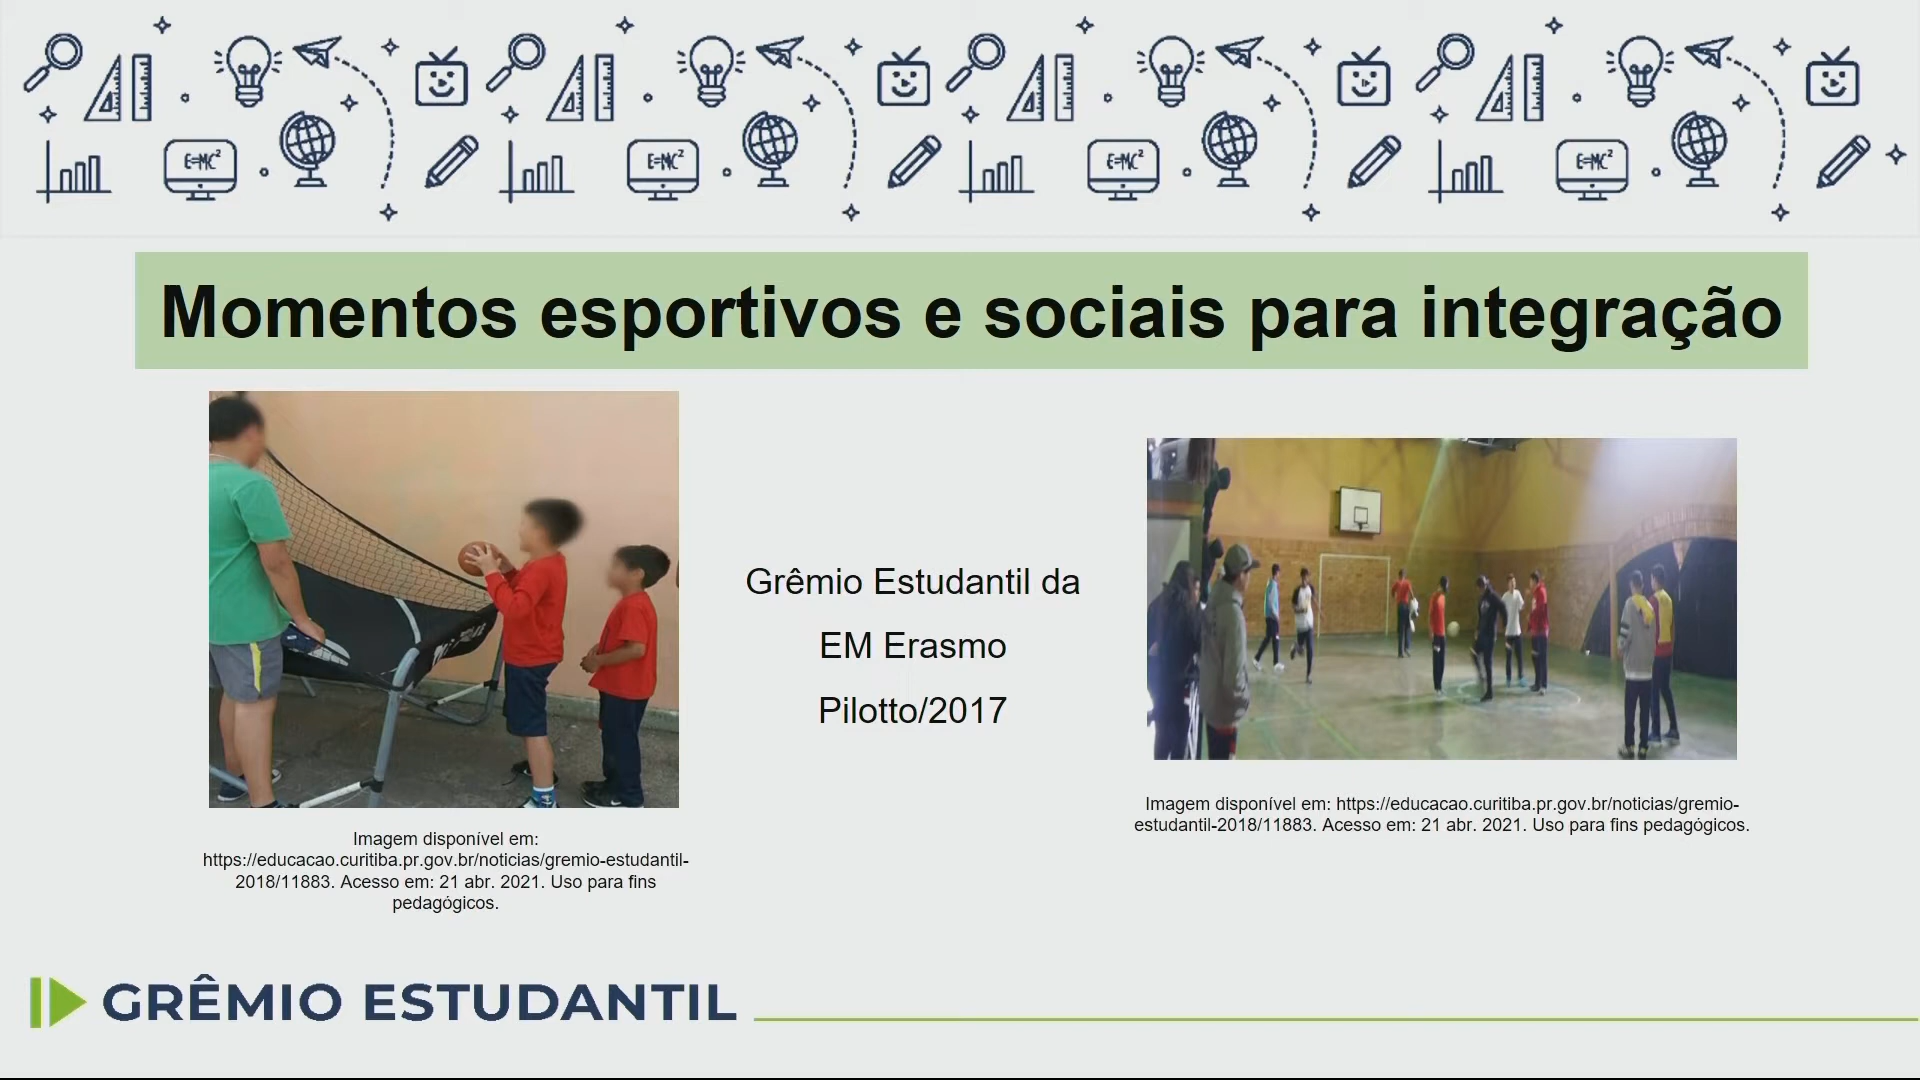 E=MC²
E=MC²
E=MC²
E=MC²
Momentos esportivos e sociais para integração
Grêmio Estudantil da
EM Erasmo
Pilotto/2017
Imagem disponível em:
https://educacao.curitiba.pr.gov.br/noticias/gremio-estudantil-
2018/11883. Acesso em: 21 abr. 2021. Uso para fins
pedagógicos.
Imagem disponível em: https://educacao.curitiba.pr.gov.br/noticias/gremio-
estudantil-2018/11883. Acesso em: 21 abr. 2021. Uso para fins pedagógicos.
GRÊMIO ESTUDANTIL